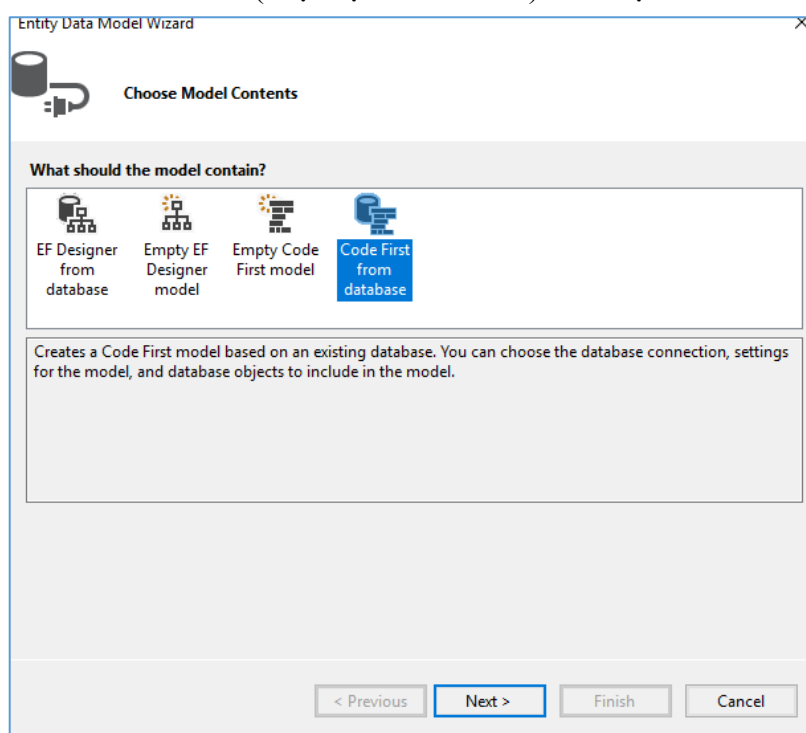 Entity Data Model Wizard
Choose Model Contents
What should the model contain?
EF Designer from database
Empty EF Designer model
Empty Code First model
Code First from database
Creates a Code First model based on an existing database. You can choose the database connection, settings
for the model, and database objects to include in the model.
< Previous
Next >
Finish
Cancel